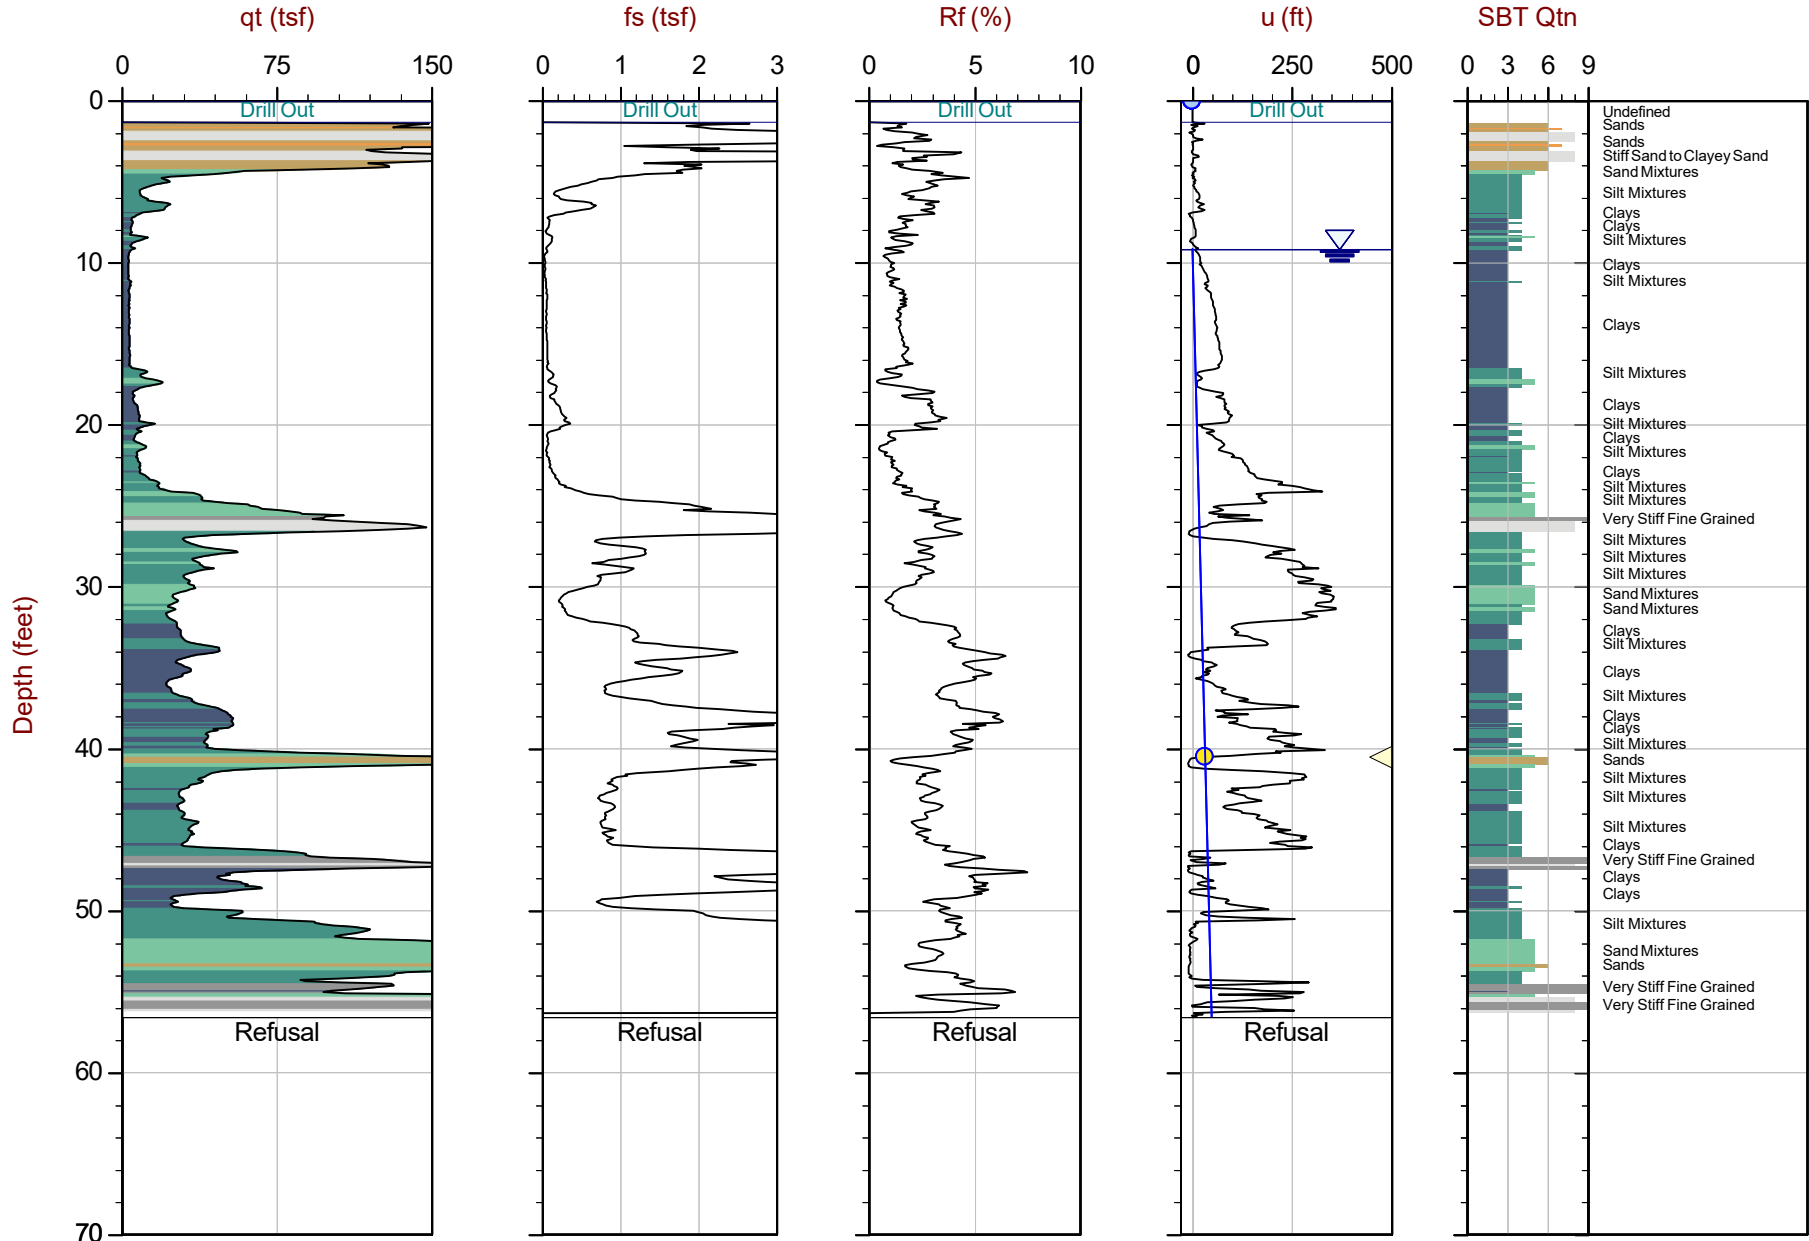 qt (tsf) fs (tsf) Rf (%) u (ft) SBT Qtn
0 75 150 0 1 2 3 0 5 10 0 250 500 0 3 6 9
0
Drill Out Drill Out Drill Out Drill Out
Undefined
Sands
Sands
Stiff Sand to Clayey Sand
Sand Mixtures
Silt Mixtures
Clays
Clays
Silt Mixtures
10
Clays
Silt Mixtures
Clays
Silt Mixtures
Clays
20
Silt Mixtures
Clays
Silt Mixtures
Clays
Silt Mixtures
Silt Mixtures
Very Stiff Fine Grained
Silt Mixtures
Silt Mixtures
Silt Mixtures
30
Sand Mixtures
Sand Mixtures
Clays
Silt Mixtures
Depth (feet)
Clays
Silt Mixtures
Clays
Clays
Silt Mixtures
40
Sands
Silt Mixtures
Silt Mixtures
Silt Mixtures
Clays
Very Stiff Fine Grained
Clays
Clays
50
Silt Mixtures
Sand Mixtures
Sands
Very Stiff Fine Grained
Very Stiff Fine Grained
Refusal Refusal Refusal Refusal
60
70